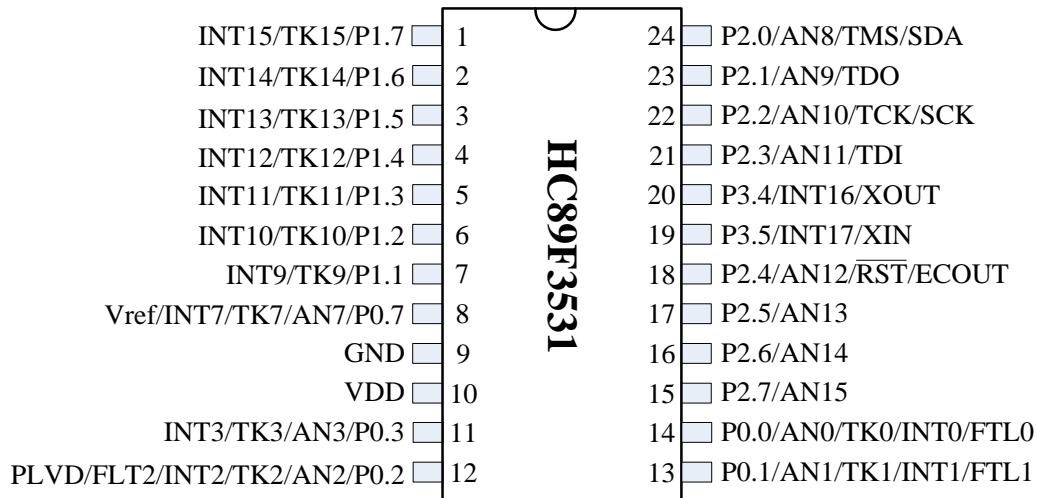 INT15/TK15/P1.7 1 24 P2.0/AN8/TMS/SDA
INT14/TK14/P1.6 2 23 P2.1/AN9/TDO
INT13/TK13/P1.5 3 22 P2.2/AN10/TCK/SCK
INT12/TK12/P1.4 4 21 P2.3/AN11/TDI
INT11/TK11/P1.3 5 20 P3.4/INT16/XOUT
INT10/TK10/P1.2 6 19 P3.5/INT17/XIN
INT9/TK9/P1.1 7 18 P2.4/AN12/RST/ECOUT
Vref/INT7/TK7/AN7/P0.7 8 17 P2.5/AN13
GND 9 16 P2.6/AN14
VDD 10 15 P2.7/AN15
INT3/TK3/AN3/P0.3 11 14 P0.0/AN0/TK0/INT0/FTL0
PLVD/FLT2/INT2/TK2/AN2/P0.2 12 13 P0.1/AN1/TK1/INT1/FTL1
HC89F3531